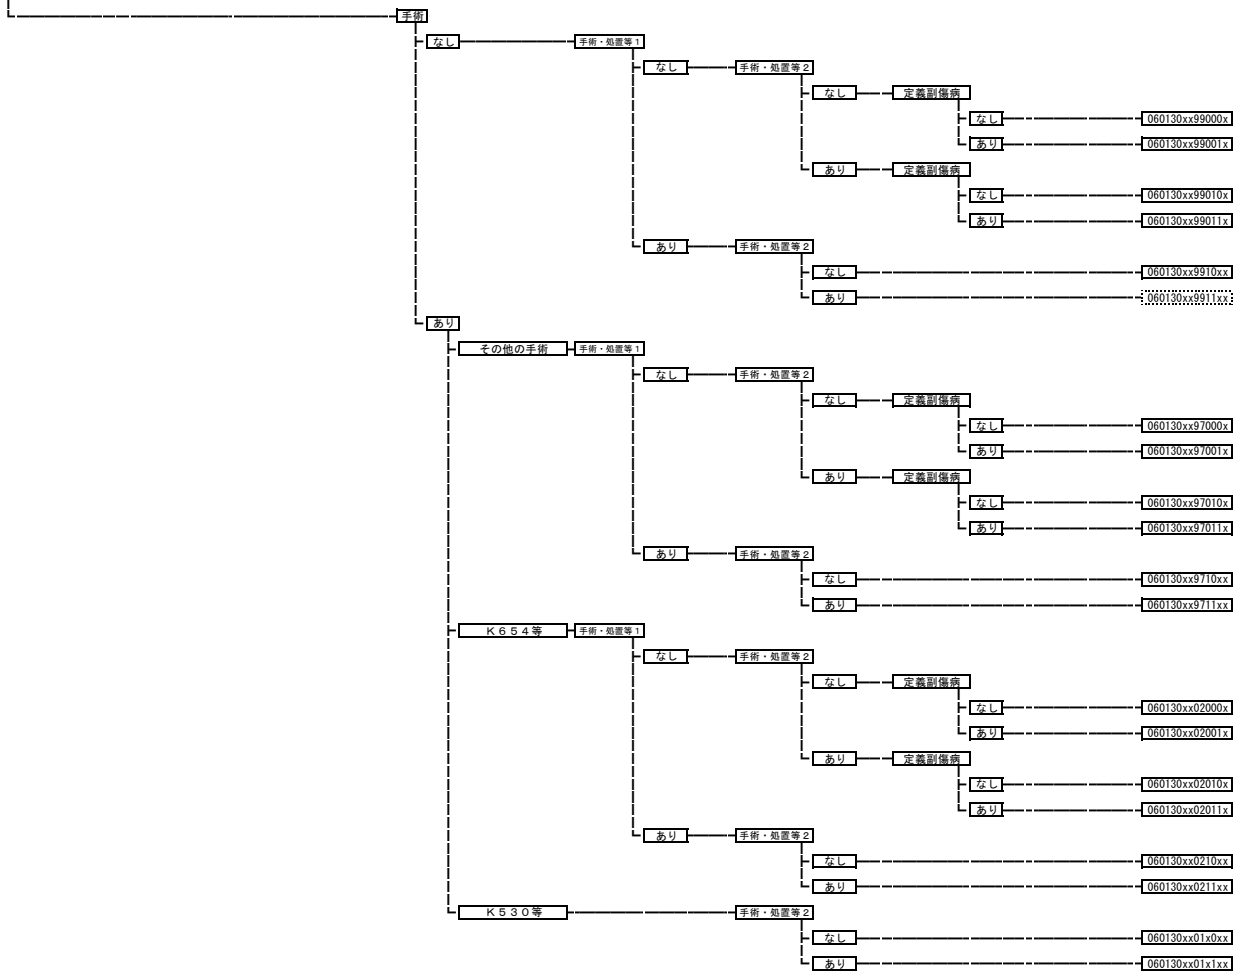 手術
なし 手術・処置等１
なし 手術・処置等２
なし 定義副傷病
なし 060130xx99000x
あり 060130xx99001x
あり 定義副傷病
なし 060130xx99010x
あり 060130xx99011x
あり 手術・処置等２
なし 060130xx9910xx
あり 060130xx9911xx
あり
その他の手術 手術・処置等１
なし 手術・処置等２
なし 定義副傷病
なし 060130xx97000x
あり 060130xx97001x
あり 定義副傷病
なし 060130xx97010x
あり 060130xx97011x
あり 手術・処置等２
なし 060130xx9710xx
あり 060130xx9711xx
Ｋ６５４等 手術・処置等１
なし 手術・処置等２
なし 定義副傷病
なし 060130xx02000x
あり 060130xx02001x
あり 定義副傷病
なし 060130xx02010x
あり 060130xx02011x
あり 手術・処置等２
なし 060130xx0210xx
あり 060130xx0211xx
Ｋ５３０等 手術・処置等２
なし 060130xx01x0xx
あり 060130xx01x1xx